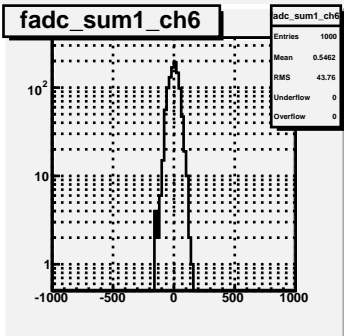 fadc_sum1_ch6
adc_sum1_ch6
Entries 1000
Mean 0.5462
RMS 43.76
Underflow 0
Overflow 0
10²
10
1
-1000 -500 0 500 1000